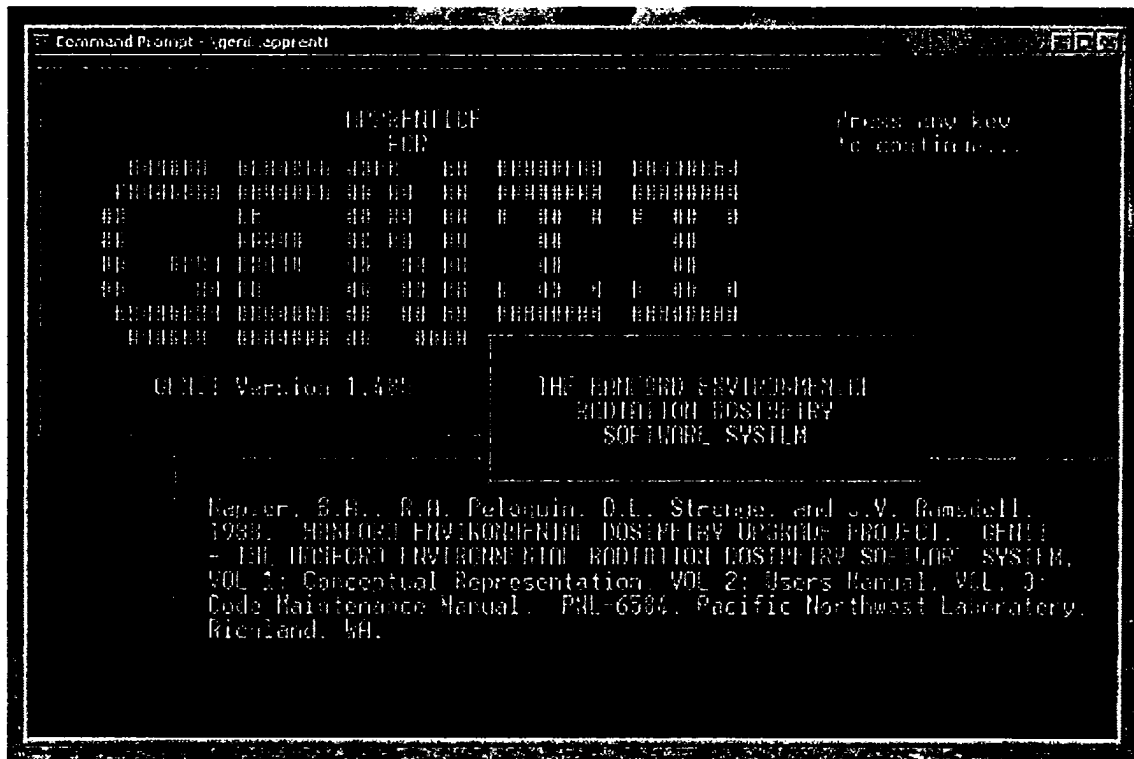 Command Prompt - \genii\apprenti
APPRENTICE
FOR
Press any key
to continue...
GENII
GENII Version 1.485
THE HANFORD ENVIRONMENTAL
RADIATION DOSIMETRY
SOFTWARE SYSTEM
Napier, B.A., R.A. Peloquin, D.L. Strenge, and J.V. Ramsdell.
1988. HANFORD ENVIRONMENTAL DOSIMETRY UPGRADE PROJECT. GENII
- THE HANFORD ENVIRONMENTAL RADIATION DOSIMETRY SOFTWARE SYSTEM.
VOL 1: Conceptual Representation, VOL 2: Users Manual, VOL. 3:
Code Maintenance Manual. PNL-6584, Pacific Northwest Laboratory,
Richland, WA.